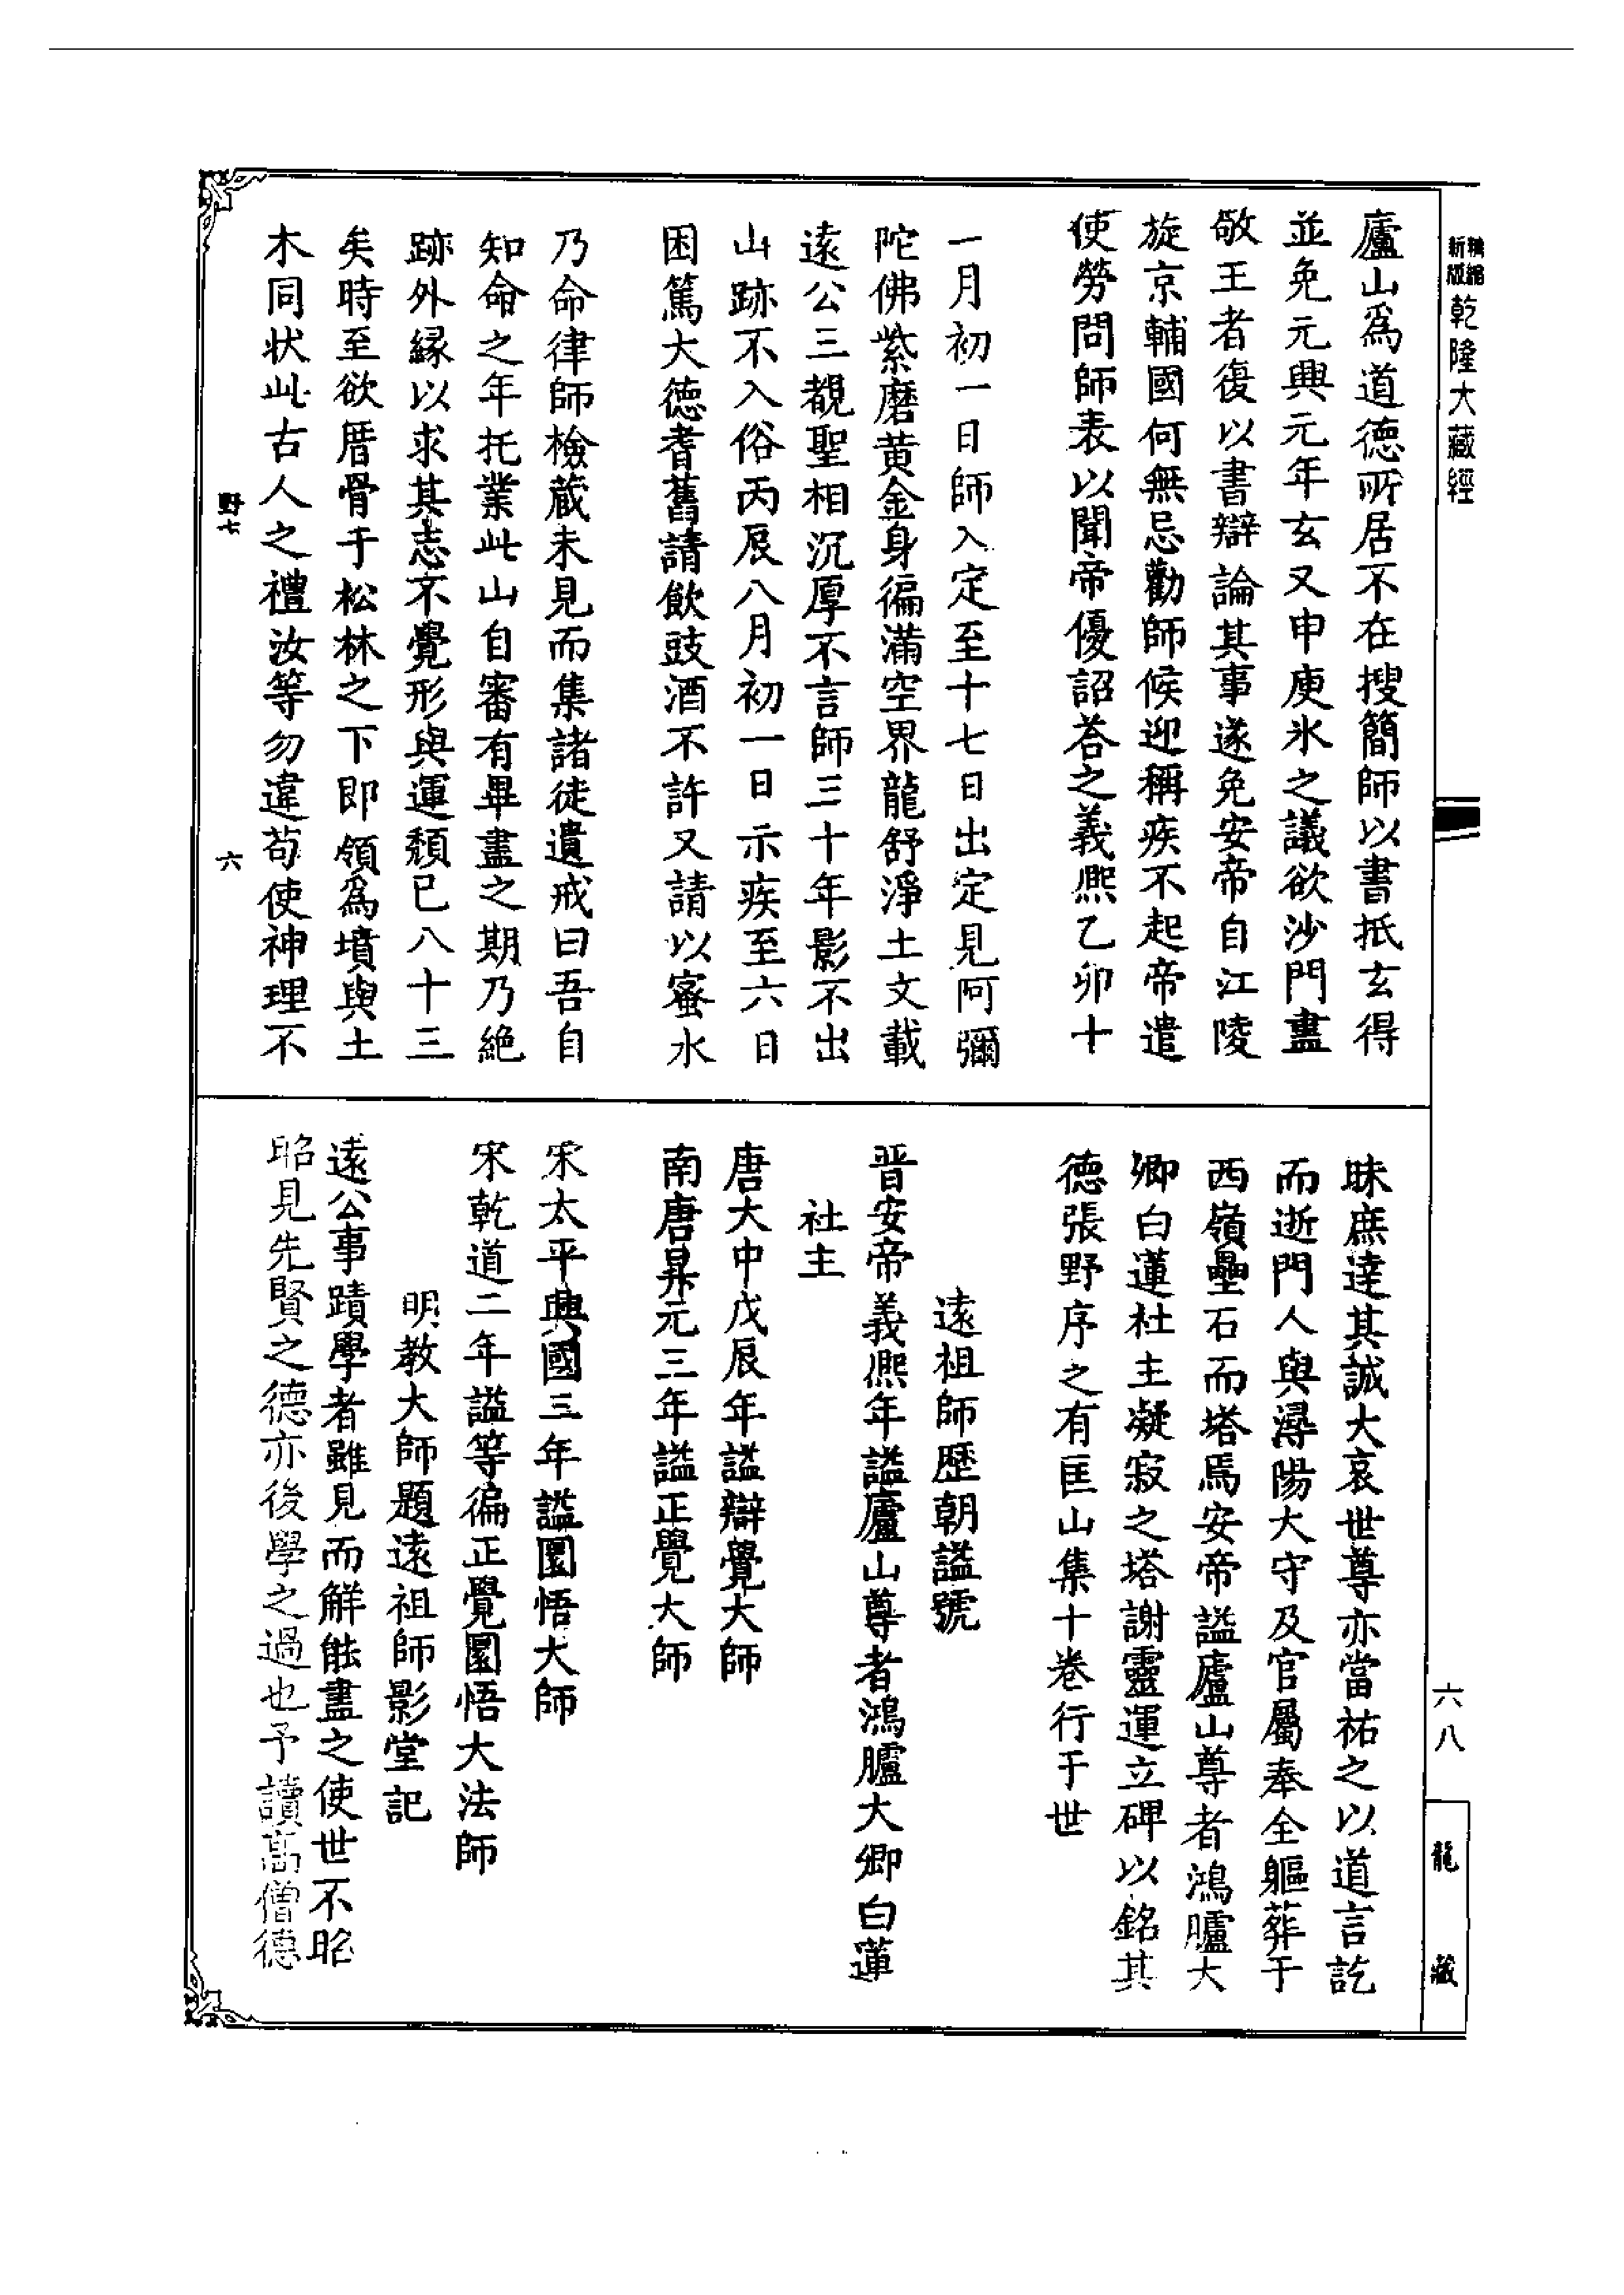 新版精縮乾隆大藏經
廬山爲道德所居不在搜簡師以書扺玄得
並免元興元年玄又申庾氷之議欲沙門盡
敬王者復以書辯論其事遂免安帝自江陵
旋京輔國何無忌勸師候迎稱疾不起帝遣
使勞問師表以聞帝優詔荅之義熈乙卯十
一月初一日師入定至十七日出定見阿彌
陀佛紫磨黃金身徧滿空界龍舒淨土文載
逺公三覩聖相沉厚不言師三十年影不出
山跡不入俗丙辰八月初一日示疾至六日
困篤大徳耆舊請飲豉酒不許又請以蜜水
乃命律師檢蔵未見而集諸徒遺戒曰吾自
知命之年托業此山自審有畢盡之期乃絶
跡外緣以求其志不覺形與運頽已八十三
矣時至欲厝骨于松林之下即嶺爲墳與土
木同状此古人之禮汝等勿違苟使神理不
野七
六
昧庶達其誠大哀世尊亦當祐之以道言訖
而逝門人與潯陽大守及官屬奉全軀葬于
西嶺壘石而塔焉安帝謚廬山尊者鴻臚大
卿白蓮社主凝寂之塔謝靈運立碑以銘其
德張野序之有匡山集十卷行于世
逺祖師歷朝謚號
晋安帝義熈年謚廬山尊者鴻臚大卿白蓮
社主
唐大中戊辰年謚辯覺大師
南唐昇元三年謚正覺大師
宋太平興國三年謚圜悟大師
宋乾道二年謚等徧正覺圜悟大法師
明教大師題逺祖師影堂記
逺公事蹟學者雖見而鮮能盡之使世不昭
昭見先賢之德亦後學之過也予讀高僧德
六八
龍藏